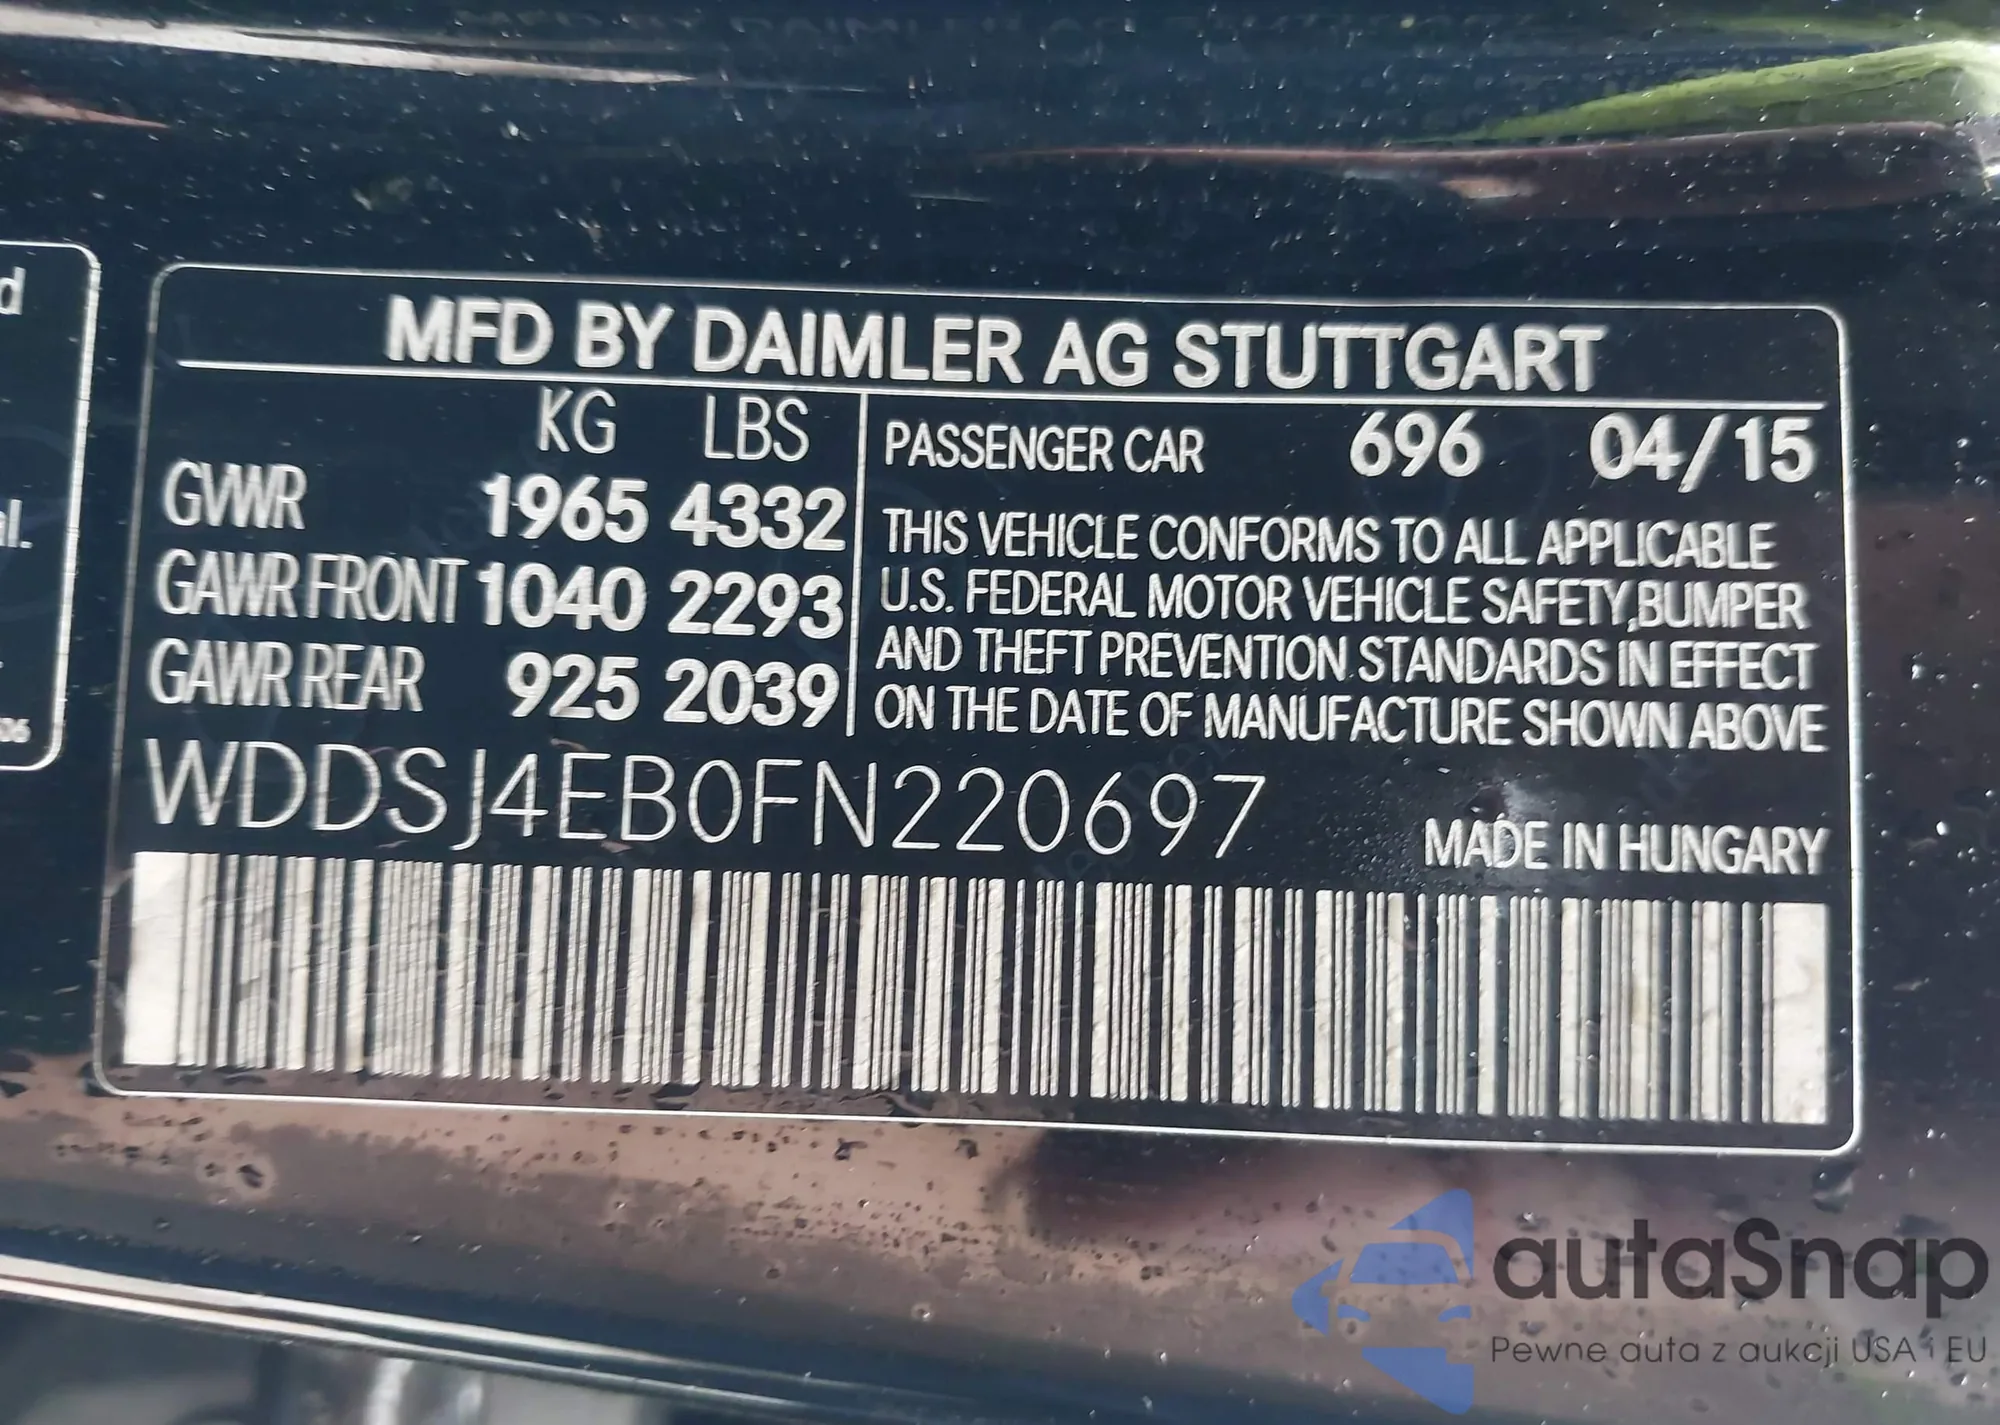 MFD BY DAIMLER AG STUTTGART
KG LBS
GVWR 1965 4332
GAWR FRONT 1040 2293
GAWR REAR 925 2039
PASSENGER CAR 696 04/15
THIS VEHICLE CONFORMS TO ALL APPLICABLE
U.S. FEDERAL MOTOR VEHICLE SAFETY,BUMPER
AND THEFT PREVENTION STANDARDS IN EFFECT
ON THE DATE OF MANUFACTURE SHOWN ABOVE
WDDSJ4EB0FN220697
MADE IN HUNGARY
autaSnap
Pewne auta z aukcji USA i EU